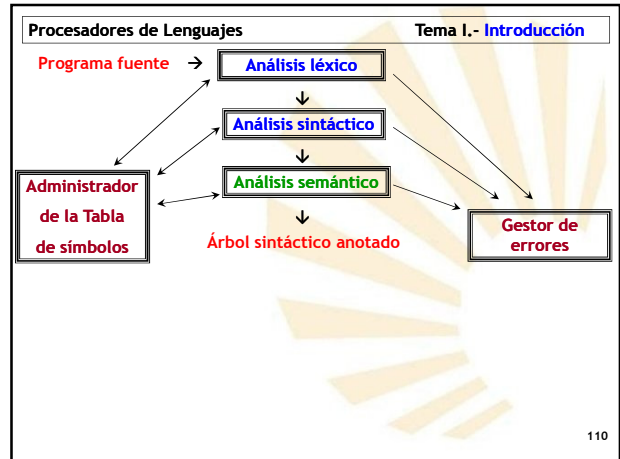 Procesadores de Lenguajes Tema I.- Introducción
Programa fuente → Análisis léxico
Análisis sintáctico
Análisis semántico
Administrador
de la Tabla
de símbolos
Árbol sintáctico anotado
Gestor de
errores
110